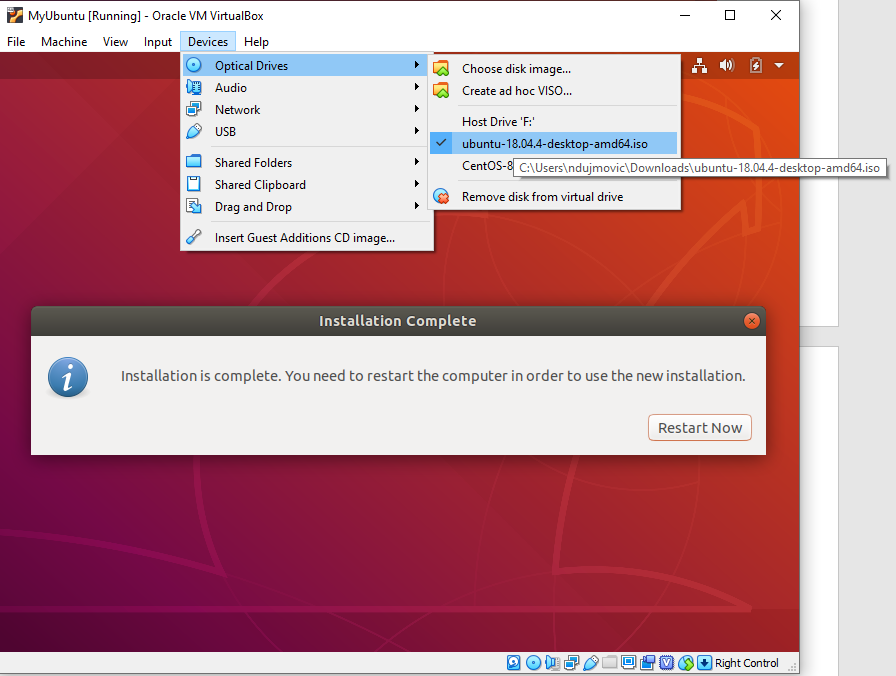 MyUbuntu [Running] - Oracle VM VirtualBox
File Machine View Input Devices Help
Optical Drives
Audio
Network
USB
Shared Folders
Shared Clipboard
Drag and Drop
Insert Guest Additions CD image...
Choose disk image...
Create ad hoc VISO...
Host Drive 'F:'
ubuntu-18.04.4-desktop-amd64.iso
CentOS-8
C:\Users\ndujmovic\Downloads\ubuntu-18.04.4-desktop-amd64.iso
Remove disk from virtual drive
Installation Complete
Installation is complete. You need to restart the computer in order to use the new installation.
Restart Now
Right Control